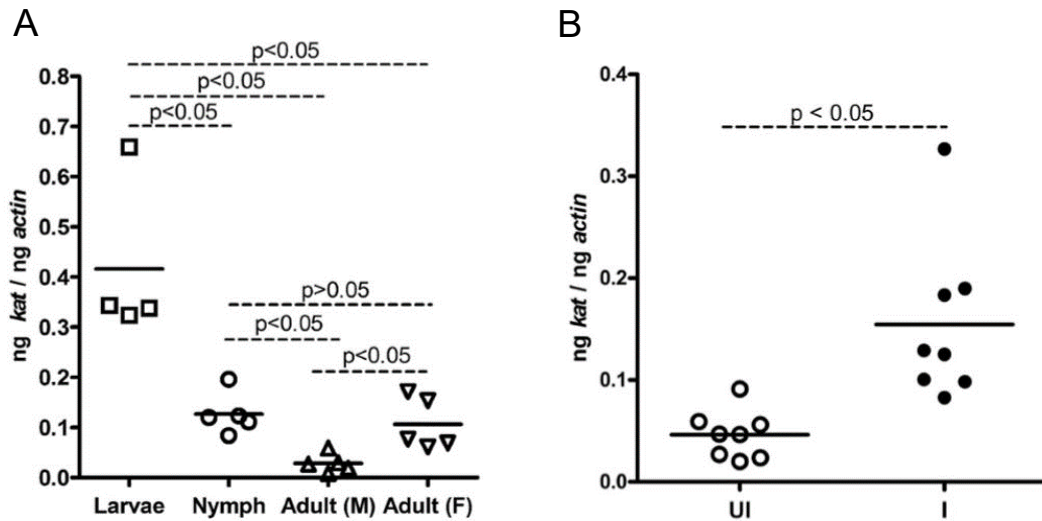 A
p<0.05
p<0.05
p<0.05
0.8
0.7
0.6
0.5
0.4
0.3
0.2
0.1
0.0
ng kat / ng actin
p>0.05
p<0.05
p<0.05
Larvae Nymph Adult (M) Adult (F)
B
p < 0.05
0.4
0.3
0.2
0.1
0.0
ng kat / ng actin
UI I